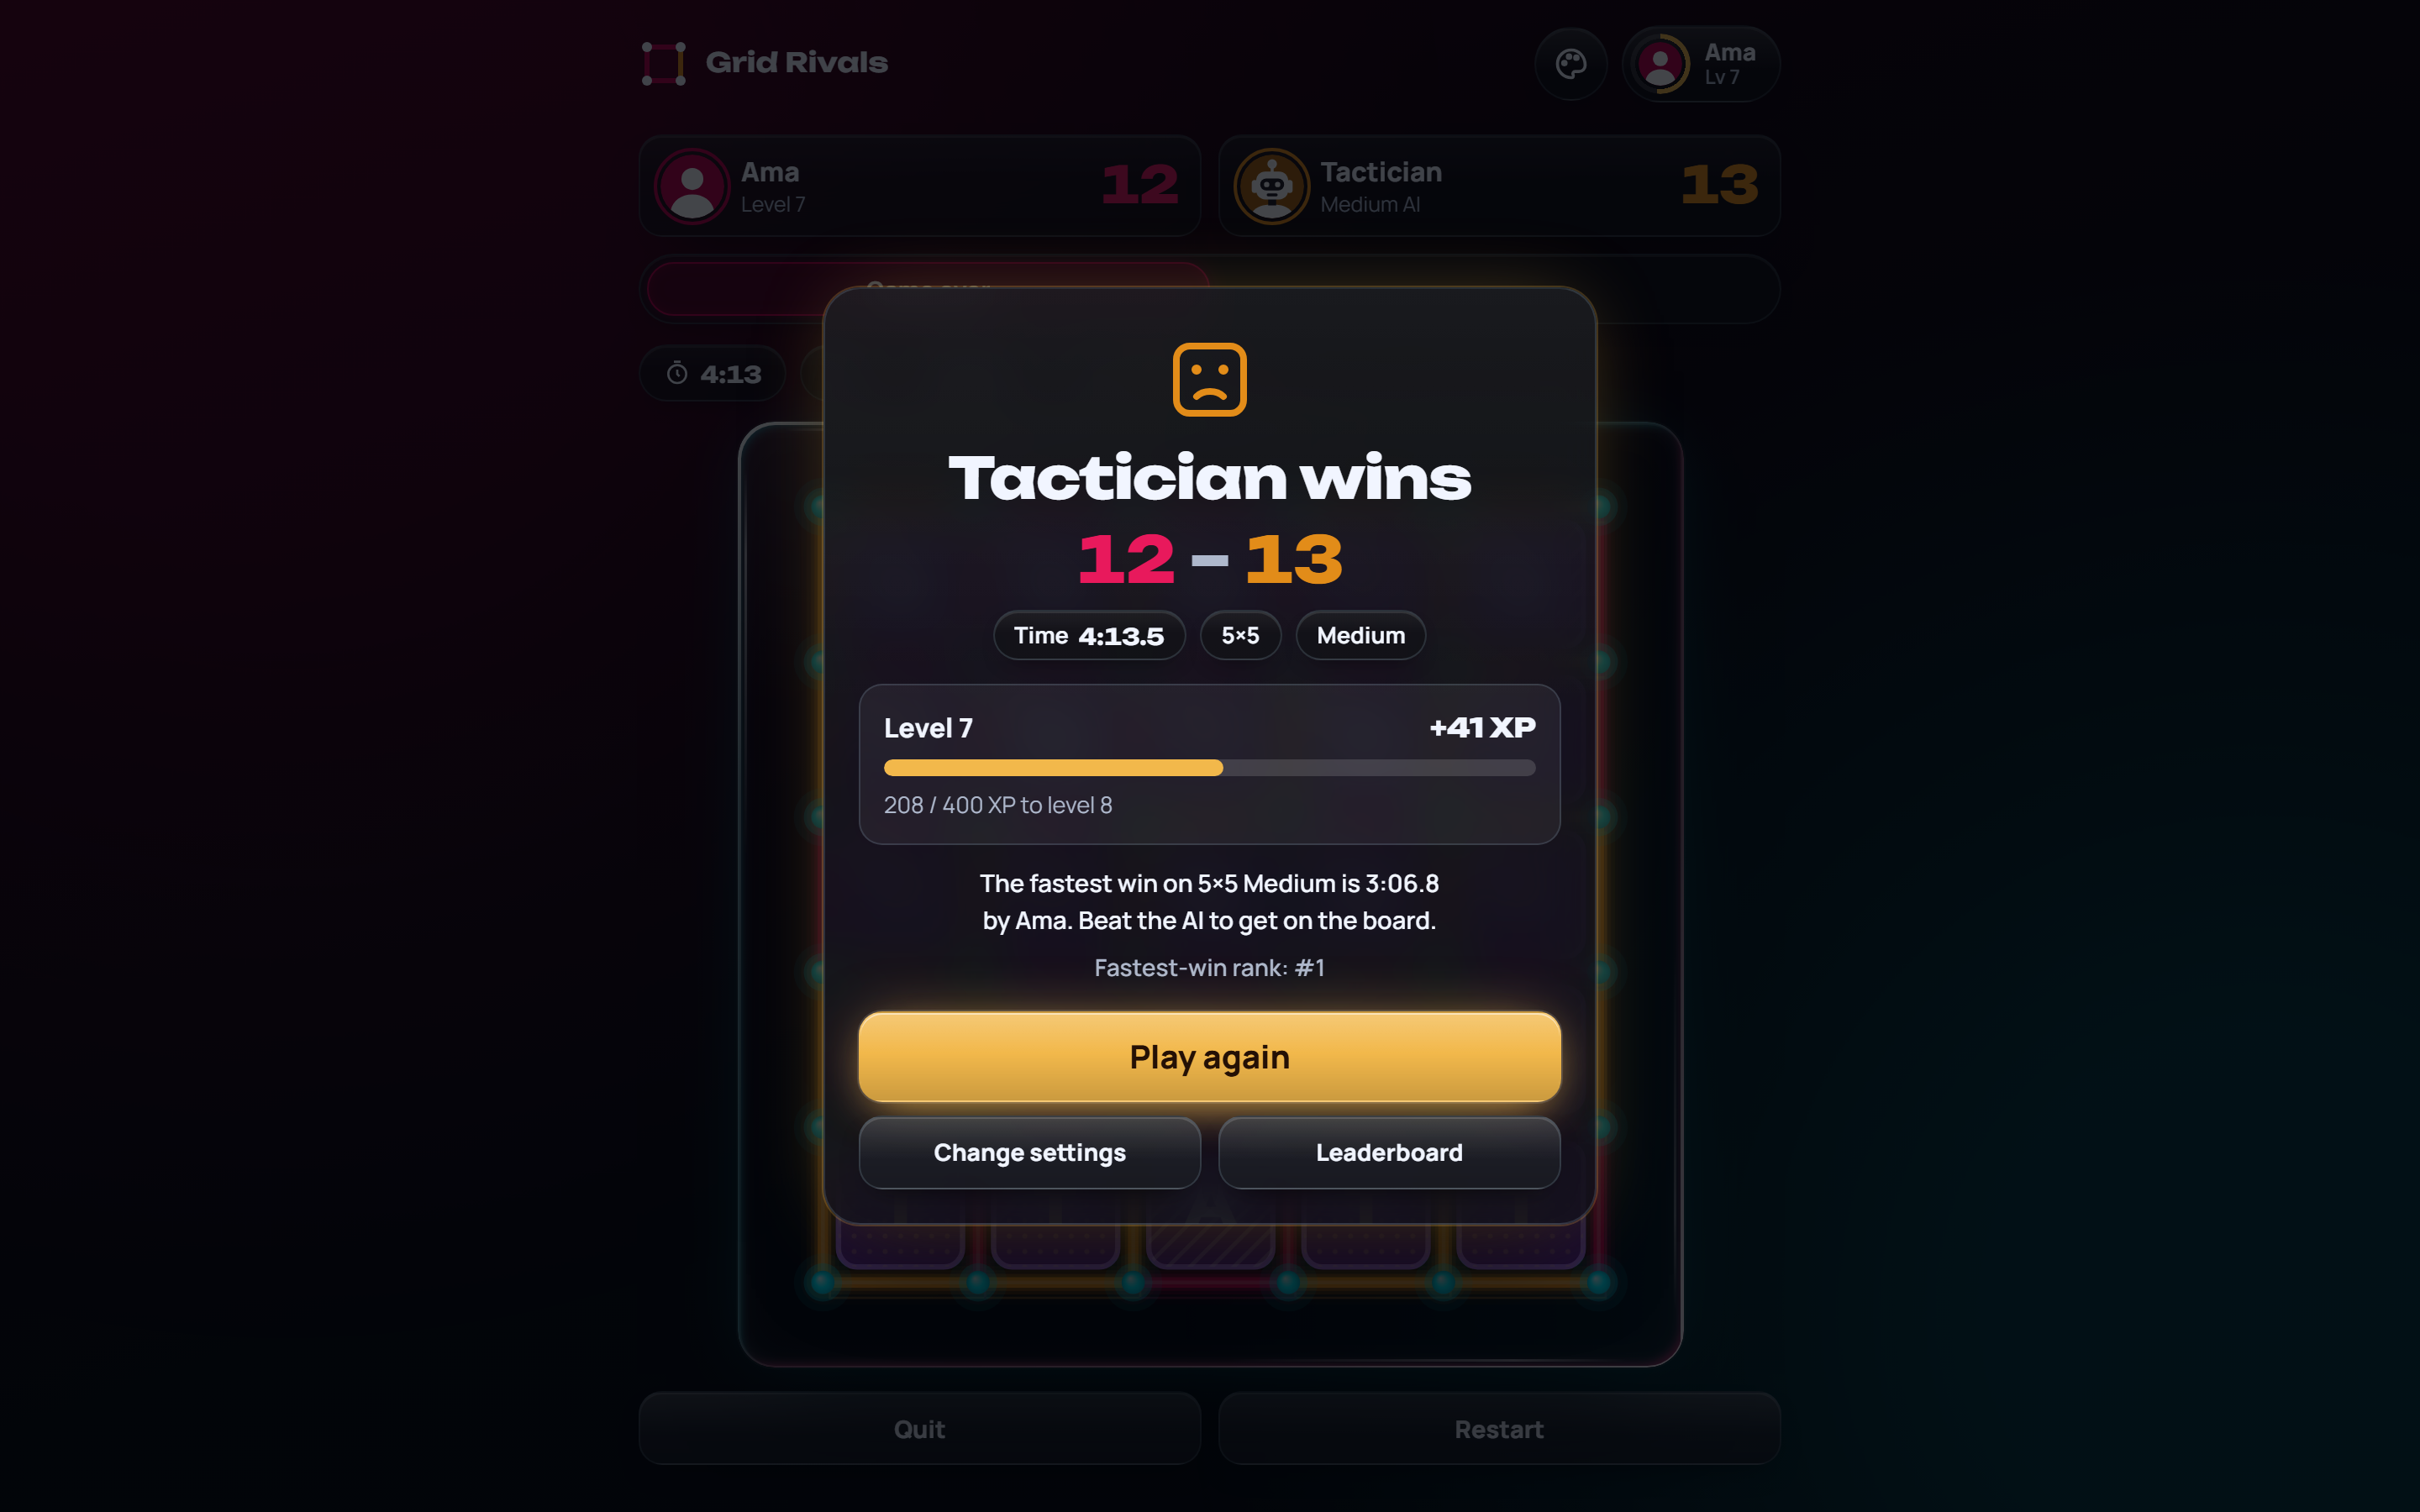 Grid Rivals
Ama
Lv 7
Ama
Level 7
12
Tactician
Medium AI
13
Game over
4:13
Tactician wins
12 – 13
Time 4:13.5
5×5
Medium
Level 7
+41 XP
208 / 400 XP to level 8
The fastest win on 5×5 Medium is 3:06.8
by Ama. Beat the AI to get on the board.
Fastest-win rank: #1
Play again
Change settings
Leaderboard
Quit
Restart